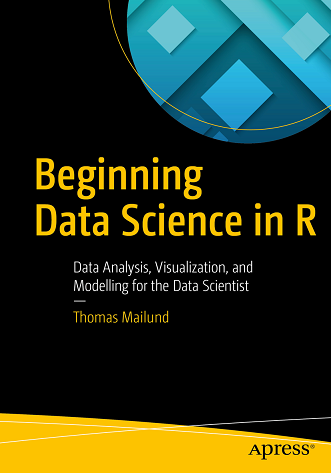 Beginning
Data Science in R
Data Analysis, Visualization, and
Modelling for the Data Scientist
Thomas Mailund
Apress®